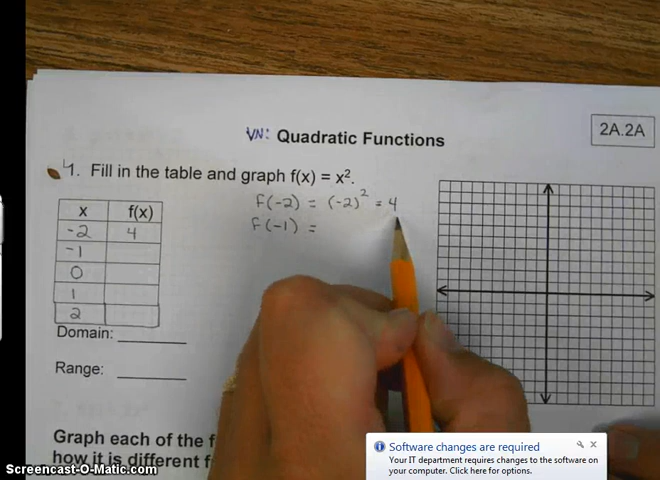 VN: Quadratic Functions
2A.2A
1. Fill in the table and graph f(x) = x².
f(-2) = (-2)² = 4
f(-1) =
x f(x)
-2 4
-1
0
1
2
Domain:
Range:
Graph each of the f
how it is different f
Software changes are required
Your IT department requires changes to the software on
your computer. Click here for options.
Screencast-O-Matic.com